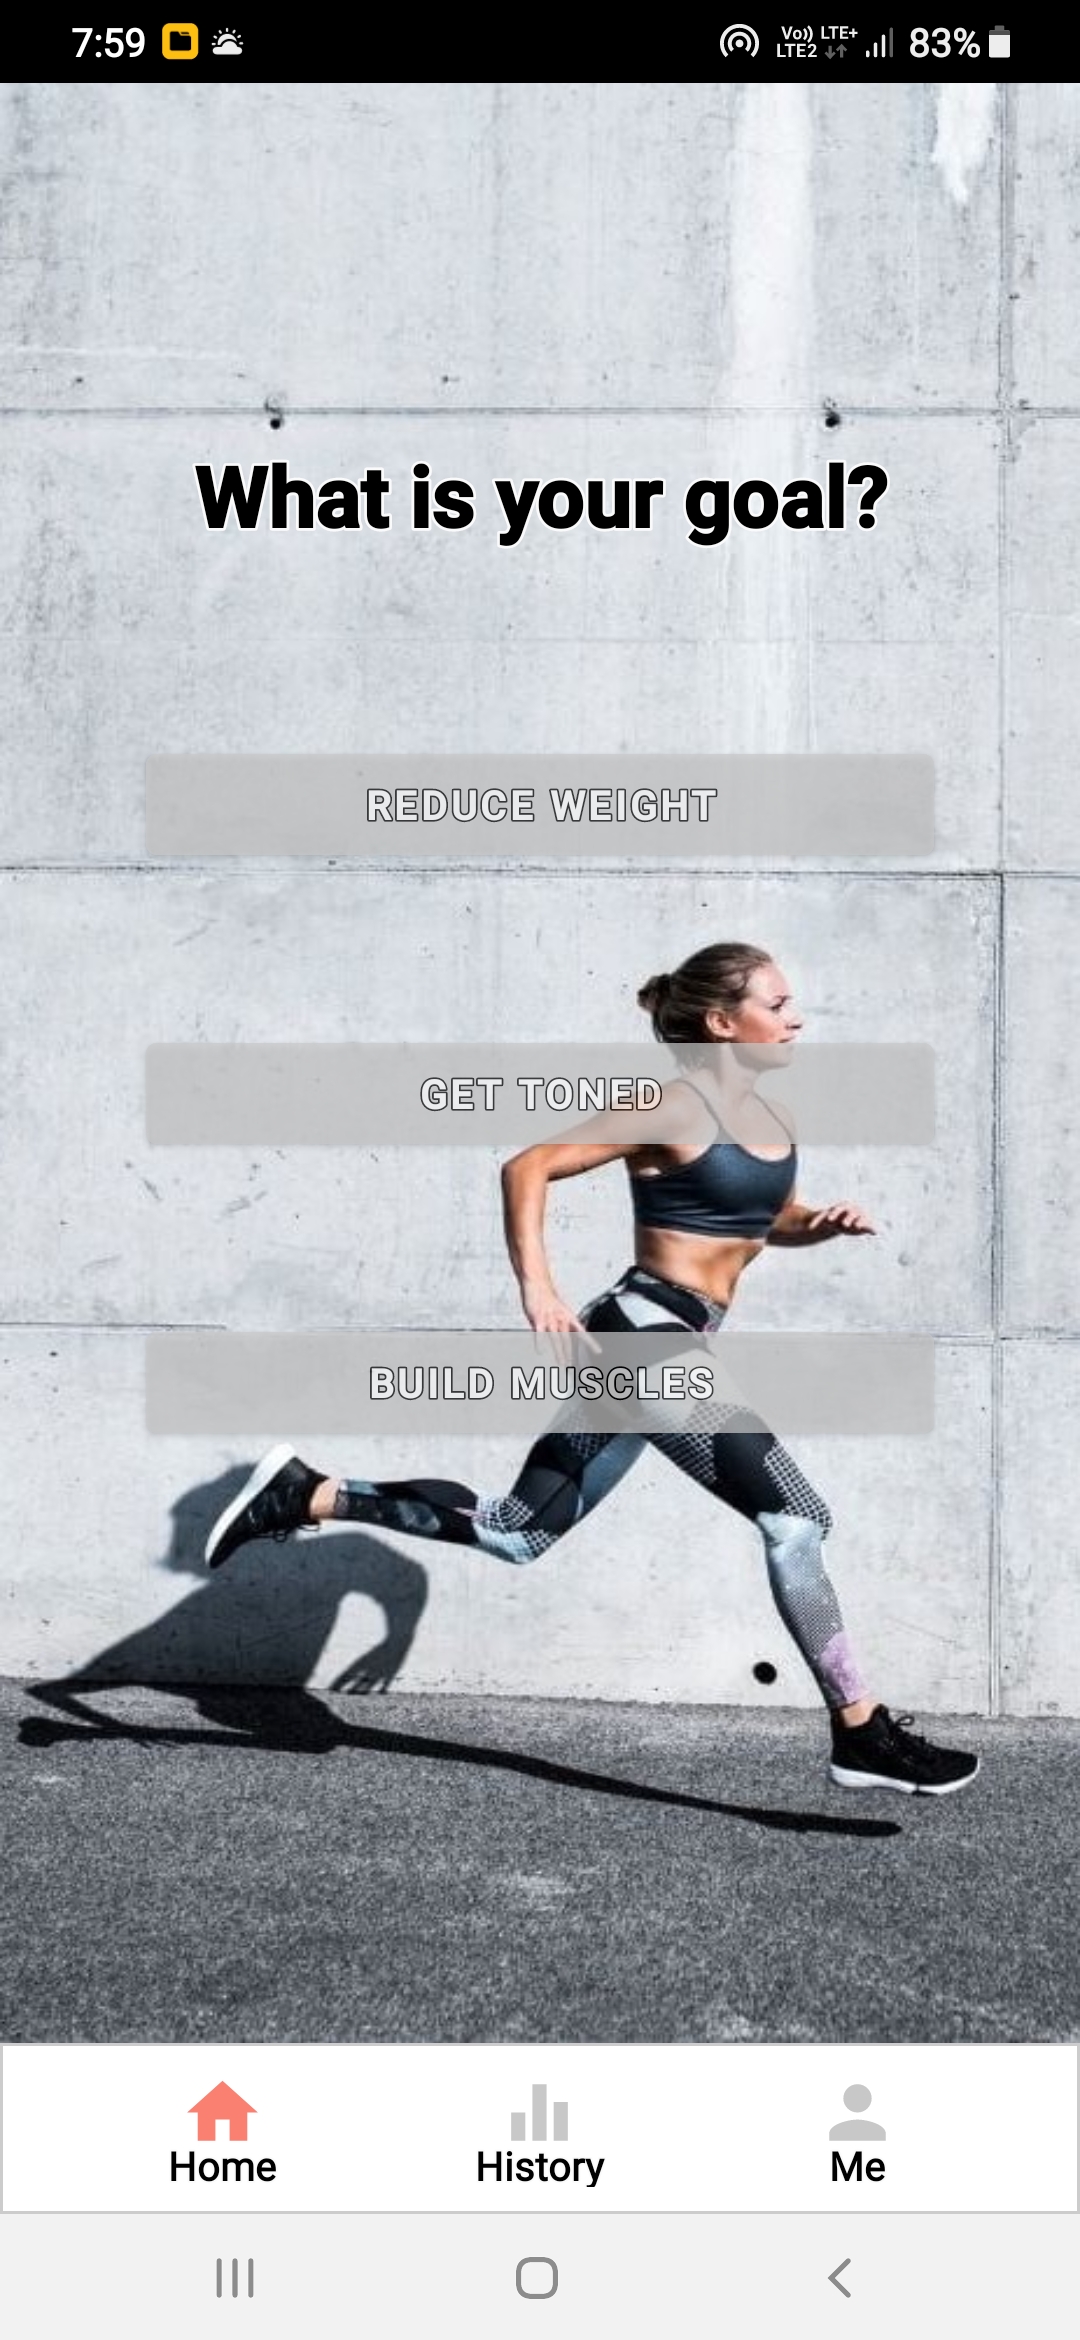 7:59
Vo)) LTE+
LTE2
83%
What is your goal?
REDUCE WEIGHT
GET TONED
BUILD MUSCLES
Home History Me